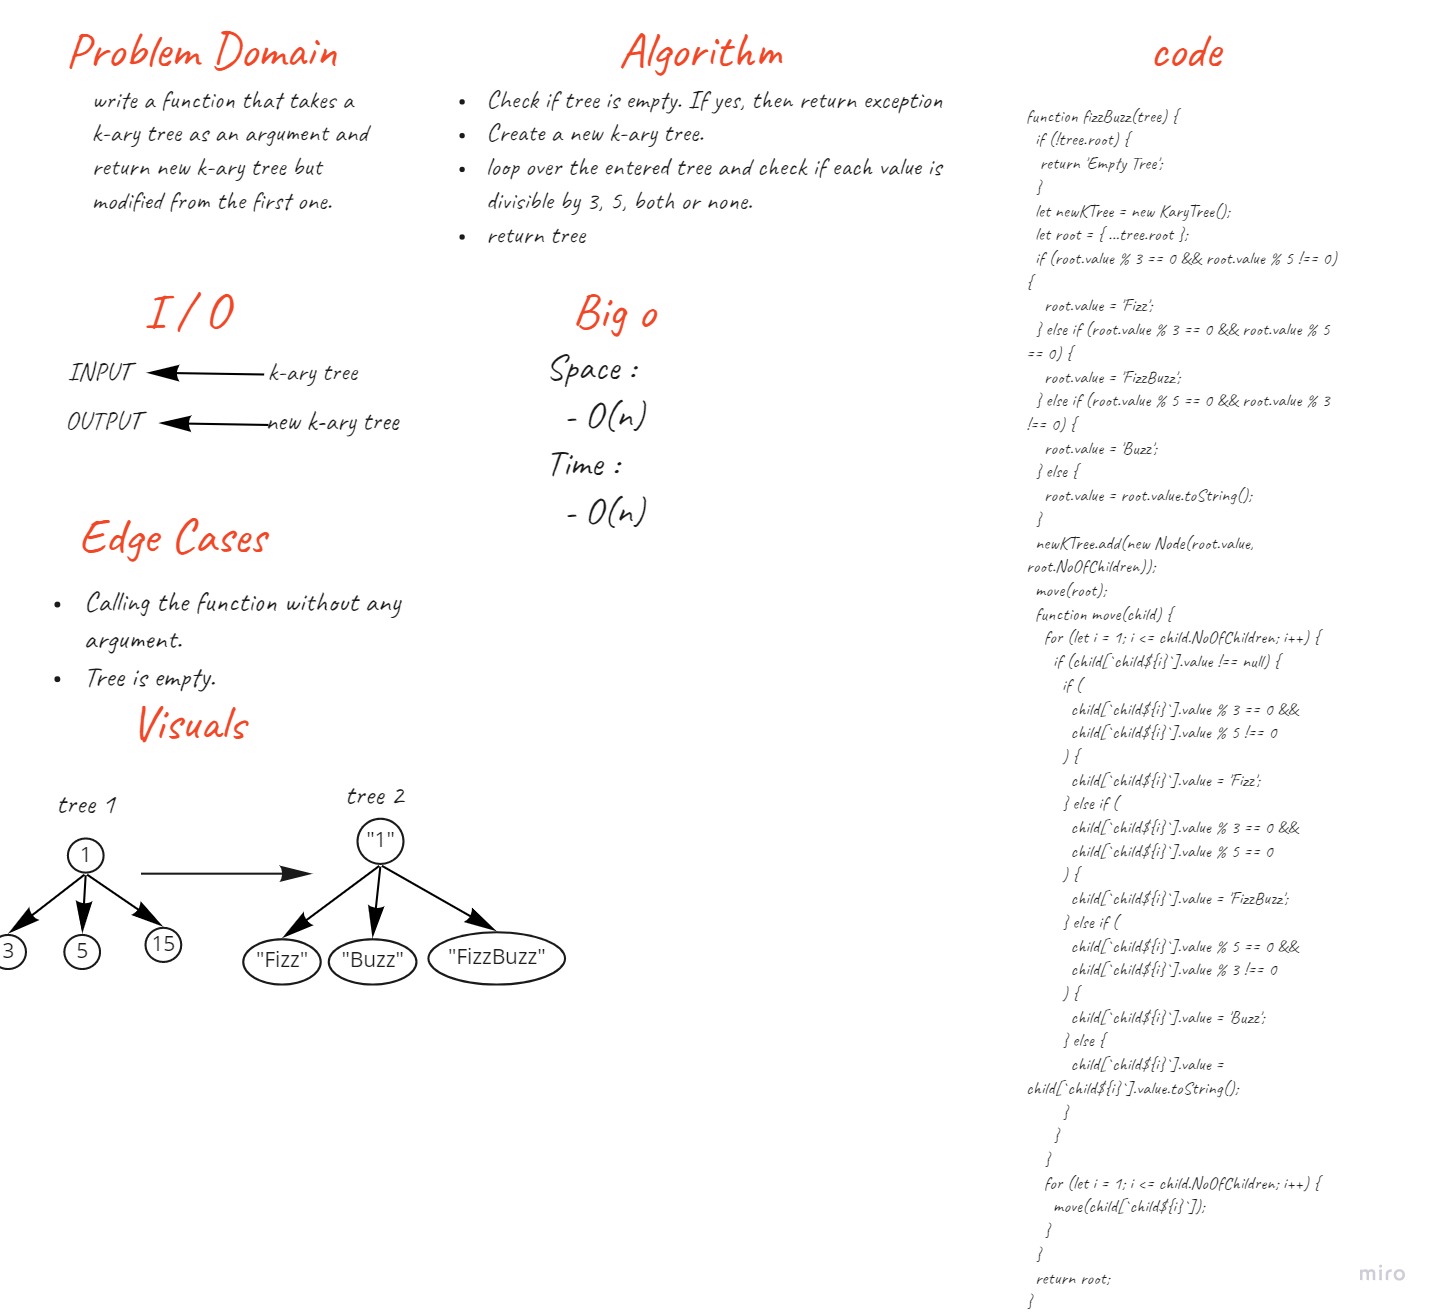 Problem Domain
write a function that takes a
k-ary tree as an argument and
return new k-ary tree but
modified from the first one.
I / O
INPUT k-ary tree
OUTPUT new k-ary tree
Edge Cases
• Calling the function without any
argument.
• Tree is empty.
Visuals
tree 1
1
3 5 15
tree 2
"1"
"Fizz" "Buzz" "FizzBuzz"
Algorithm
• Check if tree is empty. If yes, then return exception
• Create a new k-ary tree.
• loop over the entered tree and check if each value is
divisible by 3, 5, both or none.
• return tree
Big o
Space :
- O(n)
Time :
- O(n)
code
function fizzBuzz(tree) {
if (!tree.root) {
return 'Empty Tree';
}
let newKTree = new KaryTree();
let root = { ...tree.root };
if (root.value % 3 == 0 && root.value % 5 !== 0)
{
root.value = 'Fizz';
} else if (root.value % 3 == 0 && root.value % 5
== 0) {
root.value = 'FizzBuzz';
} else if (root.value % 5 == 0 && root.value % 3
!== 0) {
root.value = 'Buzz';
} else {
root.value = root.value.toString();
}
newKTree.add(new Node(root.value,
root.NoOfChildren));
move(root);
function move(child) {
for (let i = 1; i <= child.NoOfChildren; i++) {
if (child[`child${i}`].value !== null) {
if (
child[`child${i}`].value % 3 == 0 &&
child[`child${i}`].value % 5 !== 0
) {
child[`child${i}`].value = 'Fizz';
} else if (
child[`child${i}`].value % 3 == 0 &&
child[`child${i}`].value % 5 == 0
) {
child[`child${i}`].value = 'FizzBuzz';
} else if (
child[`child${i}`].value % 5 == 0 &&
child[`child${i}`].value % 3 !== 0
) {
child[`child${i}`].value = 'Buzz';
} else {
child[`child${i}`].value =
child[`child${i}`].value.toString();
}
}
}
for (let i = 1; i <= child.NoOfChildren; i++) {
move(child[`child${i}`]);
}
}
return root;
}
miro